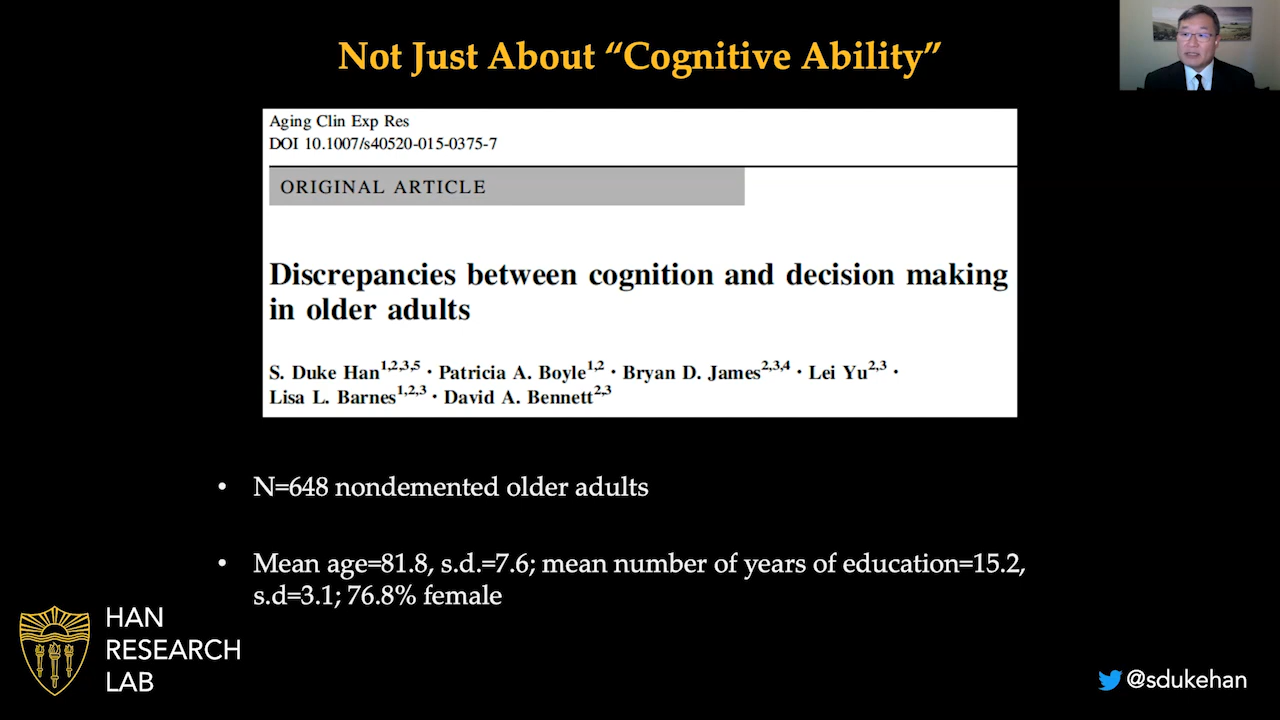 Not Just About “Cognitive Ability”
Aging Clin Exp Res
DOI 10.1007/s40520-015-0375-7
ORIGINAL ARTICLE
Discrepancies between cognition and decision making
in older adults
S. Duke Han1,2,3,5 · Patricia A. Boyle1,2 · Bryan D. James2,3,4 · Lei Yu2,3 ·
Lisa L. Barnes1,2,3 · David A. Bennett2,3
• N=648 nondemented older adults
• Mean age=81.8, s.d.=7.6; mean number of years of education=15.2,
s.d=3.1; 76.8% female
HAN
RESEARCH
LAB
@sdukehan